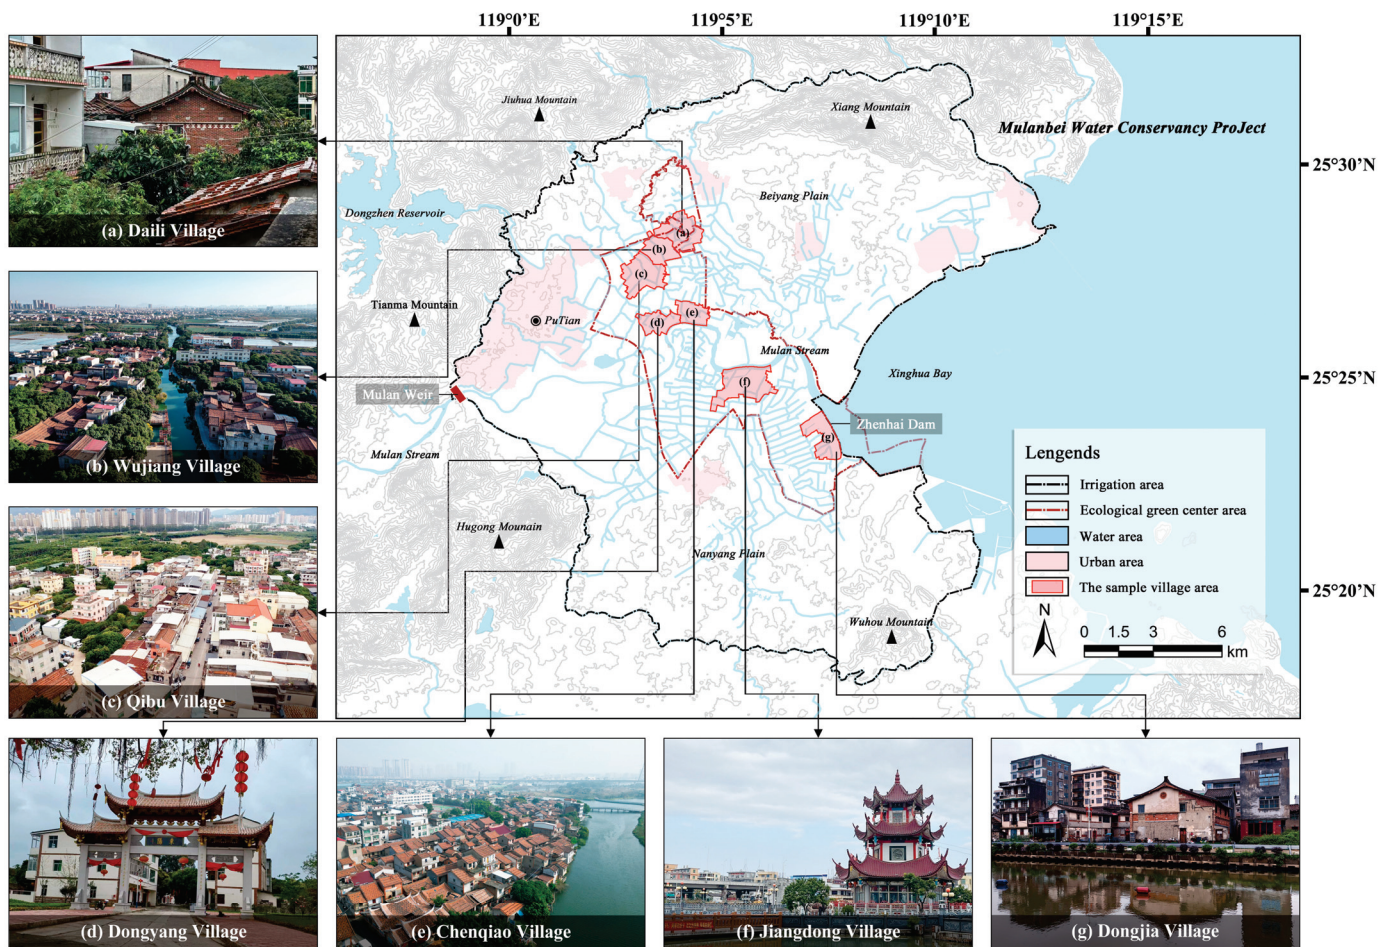 119°0’E
119°5’E
119°10’E
119°15’E
Jiuhua Mountain
Xiang Mountain
Mulanbei Water Conservancy ProJect
25°30’N
(a)
Beiyang Plain
Dongzhen Reservoir
(a) Daili Village
(b)
(c)
Tianma Mountain
PuTian
(d)
(e)
Mulan Stream
Xinghua Bay
25°25’N
Mulan Weir
(f)
Zhenhai Dam
(g)
Mulan Stream
(b) Wujiang Village
Lengends
Irrigation area
Ecological green center area
Water area
Urban area
The sample village area
N
0 1.5 3 6
km
Hugong Mounain
Nanyang Plain
25°20’N
Wuhou Mountain
(c) Qibu Village
(d) Dongyang Village
(e) Chenqiao Village
(f) Jiangdong Village
(g) Dongjia Village